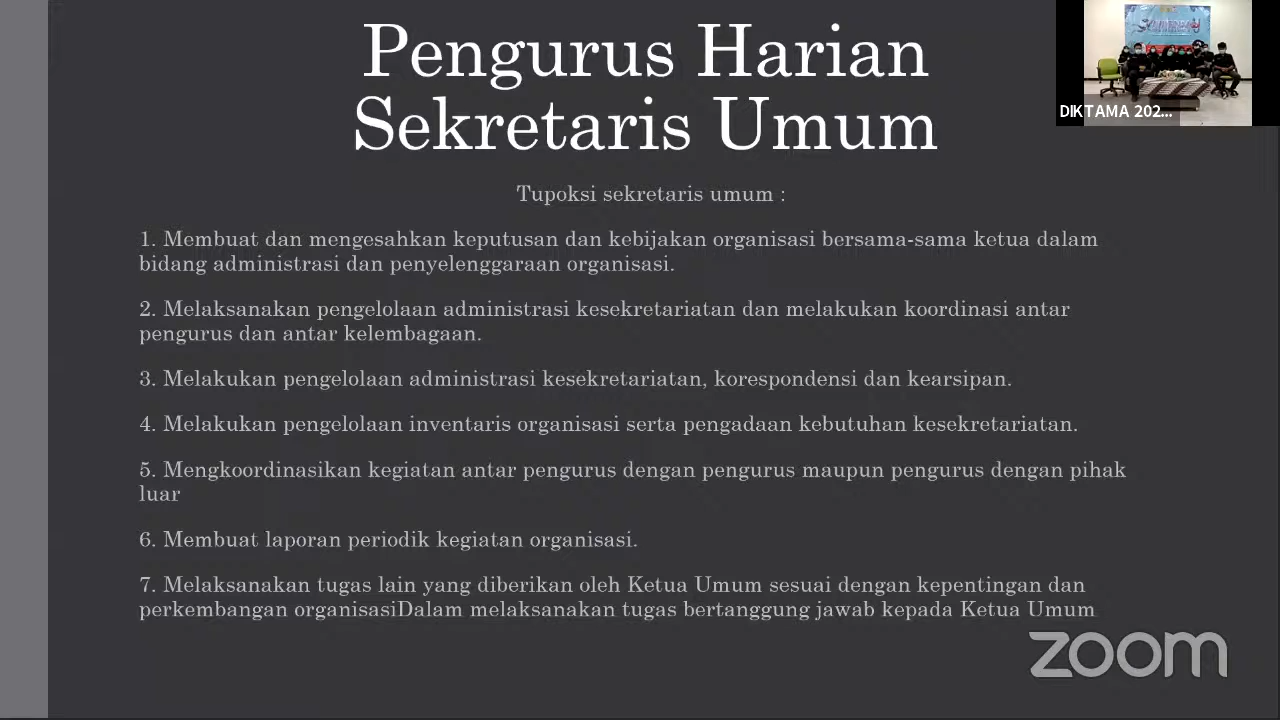 Pengurus Harian
Sekretaris Umum
DIKTAMA 202...
Tupoksi sekretaris umum :
1. Membuat dan mengesahkan keputusan dan kebijakan organisasi bersama-sama ketua dalam
bidang administrasi dan penyelenggaraan organisasi.
2. Melaksanakan pengelolaan administrasi kesekretariatan dan melakukan koordinasi antar
pengurus dan antar kelembagaan.
3. Melakukan pengelolaan administrasi kesekretariatan, korespondensi dan kearsipan.
4. Melakukan pengelolaan inventaris organisasi serta pengadaan kebutuhan kesekretariatan.
5. Mengkoordinasikan kegiatan antar pengurus dengan pengurus maupun pengurus dengan pihak
luar
6. Membuat laporan periodik kegiatan organisasi.
7. Melaksanakan tugas lain yang diberikan oleh Ketua Umum sesuai dengan kepentingan dan
perkembangan organisasiDalam melaksanakan tugas bertanggung jawab kepada Ketua Umum
zoom